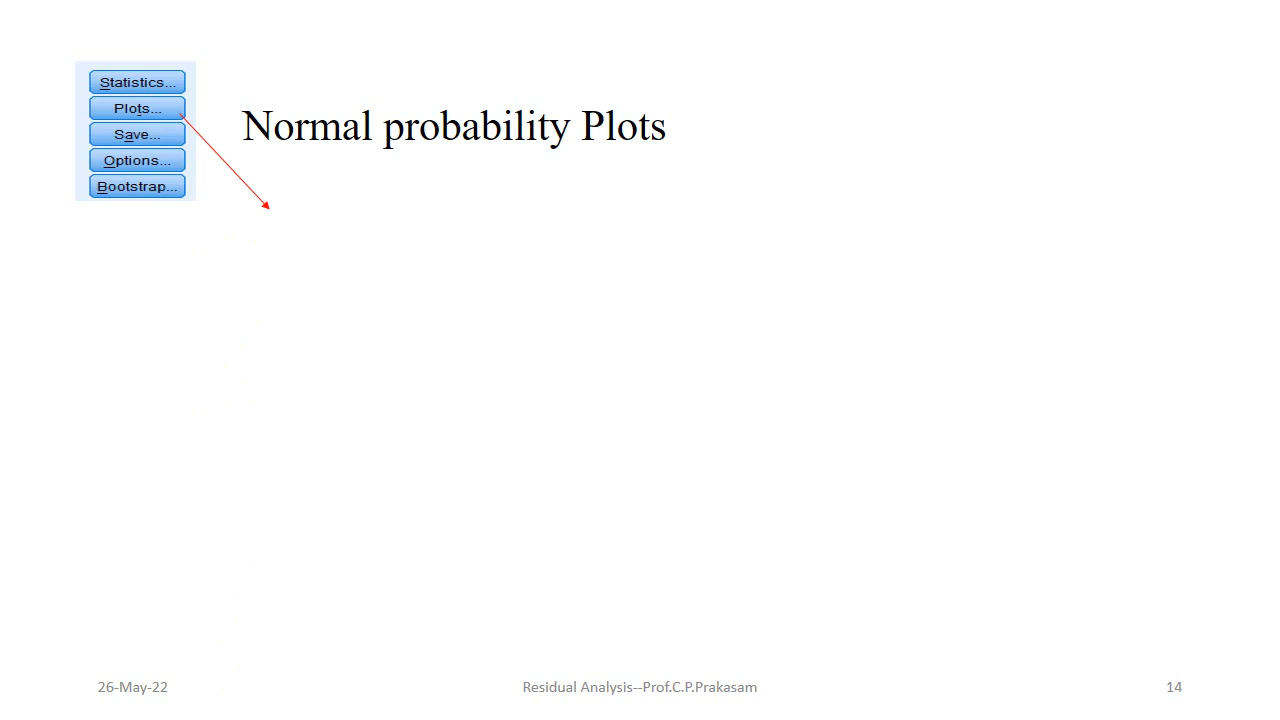 Statistics...
Plots...
Save...
Options...
Bootstrap...
Normal probability Plots
26-May-22
Residual Analysis--Prof.C.P.Prakasam
14